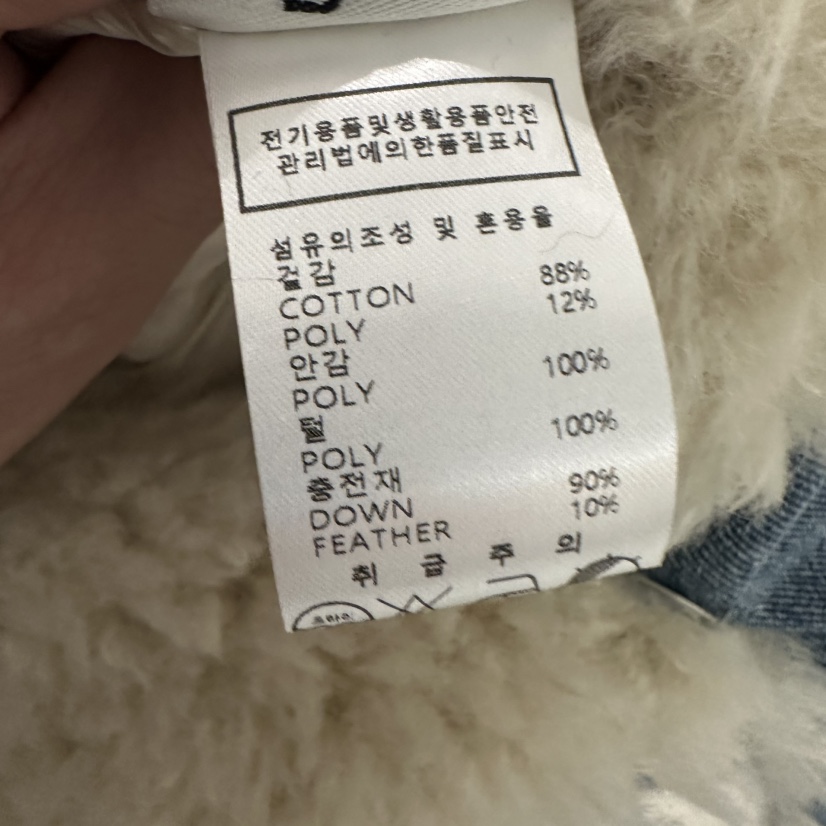 전기용품및생활용품안전
관리법에의한품질표시
섬유의조성 및 혼용율
겉감
COTTON 88%
POLY 12%
안감
POLY 100%
털
POLY 100%
충전재
DOWN 90%
FEATHER 10%
취 급 주 의